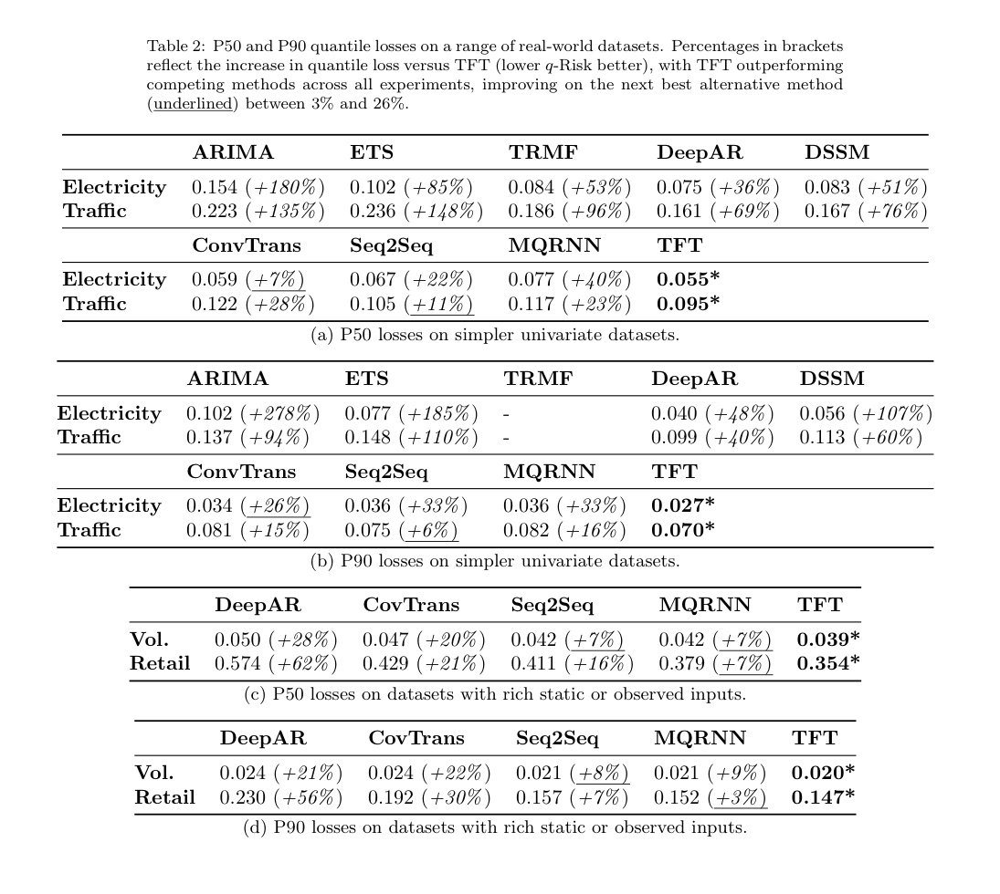 Table 2: P50 and P90 quantile losses on a range of real-world datasets. Percentages in brackets
reflect the increase in quantile loss versus TFT (lower q-Risk better), with TFT outperforming
competing methods across all experiments, improving on the next best alternative method
(underlined) between 3% and 26%.
ARIMA ETS TRMF DeepAR DSSM
Electricity 0.154 (+180%) 0.102 (+85%) 0.084 (+53%) 0.075 (+36%) 0.083 (+51%)
Traffic 0.223 (+135%) 0.236 (+148%) 0.186 (+96%) 0.161 (+69%) 0.167 (+76%)
ConvTrans Seq2Seq MQRNN TFT
Electricity 0.059 (+7%) 0.067 (+22%) 0.077 (+40%) 0.055*
Traffic 0.122 (+28%) 0.105 (+11%) 0.117 (+23%) 0.095*
(a) P50 losses on simpler univariate datasets.
ARIMA ETS TRMF DeepAR DSSM
Electricity 0.102 (+278%) 0.077 (+185%) - 0.040 (+48%) 0.056 (+107%)
Traffic 0.137 (+94%) 0.148 (+110%) - 0.099 (+40%) 0.113 (+60%)
ConvTrans Seq2Seq MQRNN TFT
Electricity 0.034 (+26%) 0.036 (+33%) 0.036 (+33%) 0.027*
Traffic 0.081 (+15%) 0.075 (+6%) 0.082 (+16%) 0.070*
(b) P90 losses on simpler univariate datasets.
DeepAR CovTrans Seq2Seq MQRNN TFT
Vol. 0.050 (+28%) 0.047 (+20%) 0.042 (+7%) 0.042 (+7%) 0.039*
Retail 0.574 (+62%) 0.429 (+21%) 0.411 (+16%) 0.379 (+7%) 0.354*
(c) P50 losses on datasets with rich static or observed inputs.
DeepAR CovTrans Seq2Seq MQRNN TFT
Vol. 0.024 (+21%) 0.024 (+22%) 0.021 (+8%) 0.021 (+9%) 0.020*
Retail 0.230 (+56%) 0.192 (+30%) 0.157 (+7%) 0.152 (+3%) 0.147*
(d) P90 losses on datasets with rich static or observed inputs.